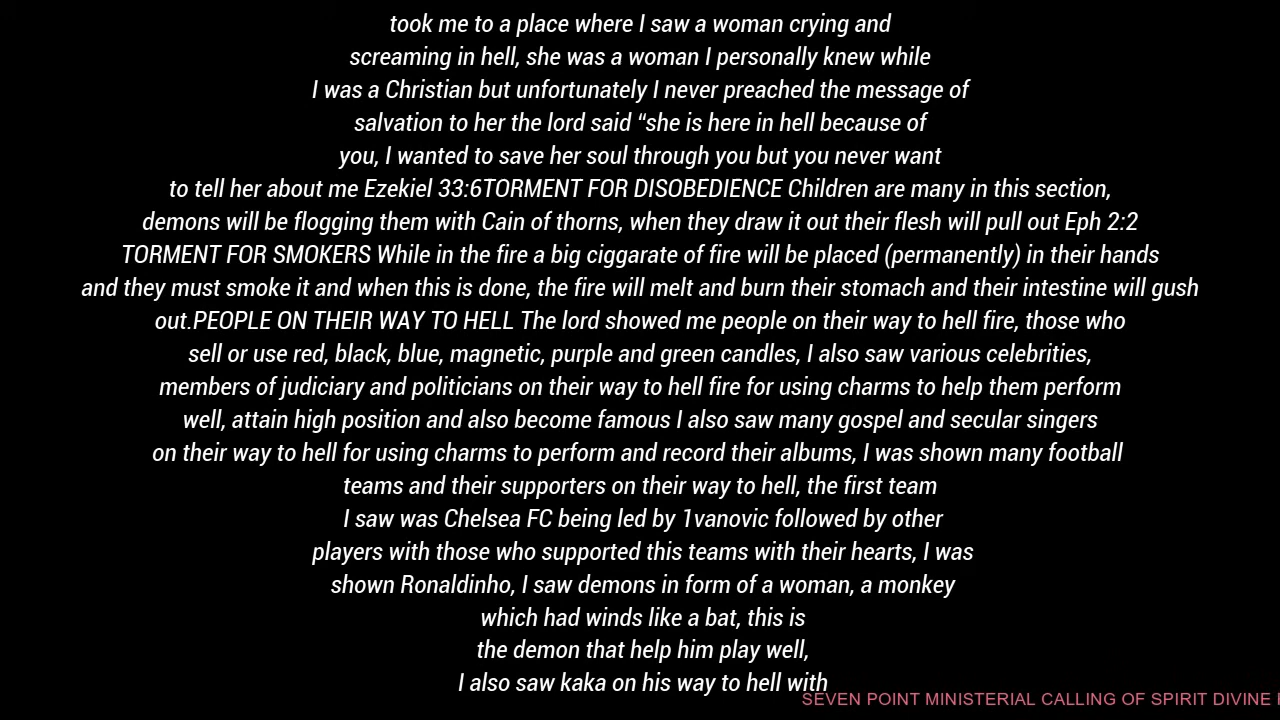 took me to a place where I saw a woman crying and
screaming in hell, she was a woman I personally knew while
I was a Christian but unfortunately I never preached the message of
salvation to her the lord said “she is here in hell because of
you, I wanted to save her soul through you but you never want
to tell her about me Ezekiel 33:6TORMENT FOR DISOBEDIENCE Children are many in this section,
demons will be flogging them with Cain of thorns, when they draw it out their flesh will pull out Eph 2:2
TORMENT FOR SMOKERS While in the fire a big ciggarate of fire will be placed (permanently) in their hands
and they must smoke it and when this is done, the fire will melt and burn their stomach and their intestine will gush
out.PEOPLE ON THEIR WAY TO HELL The lord showed me people on their way to hell fire, those who
sell or use red, black, blue, magnetic, purple and green candles, I also saw various celebrities,
members of judiciary and politicians on their way to hell fire for using charms to help them perform
well, attain high position and also become famous I also saw many gospel and secular singers
on their way to hell for using charms to perform and record their albums, I was shown many football
teams and their supporters on their way to hell, the first team
I saw was Chelsea FC being led by 1vanovic followed by other
players with those who supported this teams with their hearts, I was
shown Ronaldinho, I saw demons in form of a woman, a monkey
which had winds like a bat, this is
the demon that help him play well,
I also saw kaka on his way to hell with
SEVEN POINT MINISTERIAL CALLING OF SPIRIT DIVINE